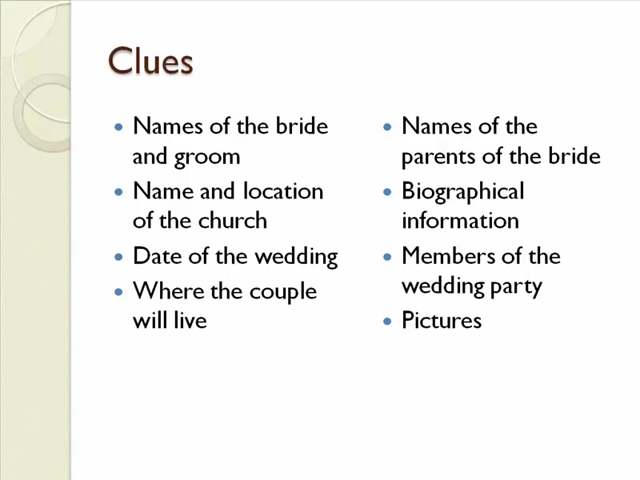 Clues
• Names of the bride
and groom
• Name and location
of the church
• Date of the wedding
• Where the couple
will live
• Names of the
parents of the bride
• Biographical
information
• Members of the
wedding party
• Pictures